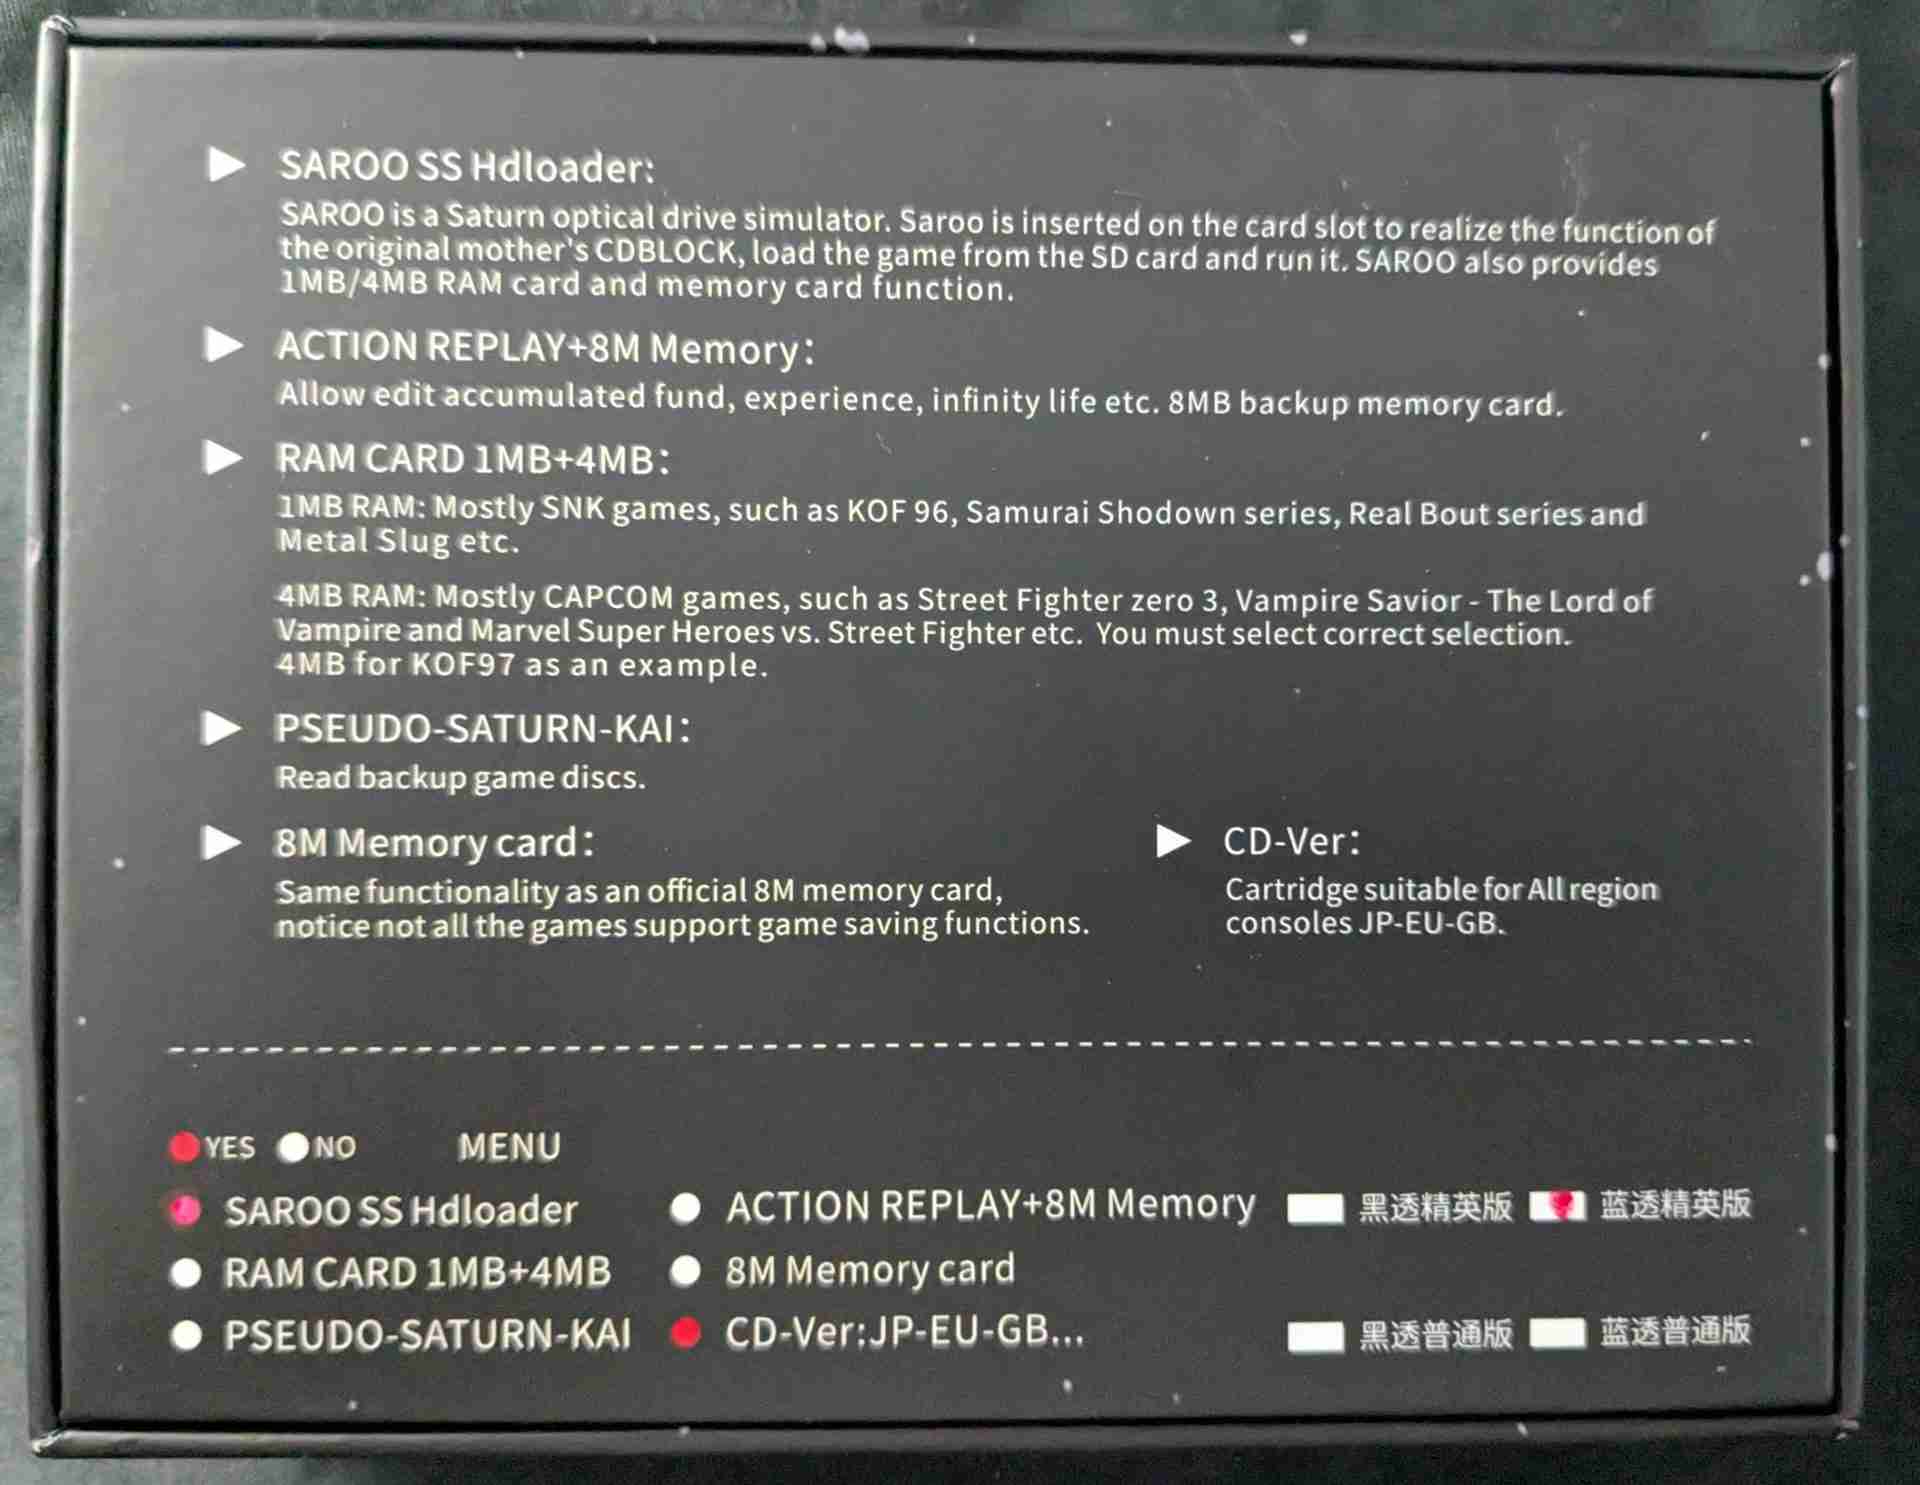 SAROO SS Hdloader:
SAROO is a Saturn optical drive simulator. Saroo is inserted on the card slot to realize the function of
the original mother's CDBLOCK, load the game from the SD card and run it. SAROO also provides
1MB/4MB RAM card and memory card function.
ACTION REPLAY+8M Memory:
Allow edit accumulated fund, experience, infinity life etc. 8MB backup memory card.
RAM CARD 1MB+4MB:
1MB RAM: Mostly SNK games, such as KOF 96, Samurai Shodown series, Real Bout series and
Metal Slug etc.
4MB RAM: Mostly CAPCOM games, such as Street Fighter zero 3, Vampire Savior - The Lord of
Vampire and Marvel Super Heroes vs. Street Fighter etc. You must select correct selection.
4MB for KOF97 as an example.
PSEUDO-SATURN-KAI:
Read backup game discs.
8M Memory card:
Same functionality as an official 8M memory card,
notice not all the games support game saving functions.
CD-Ver:
Cartridge suitable for All region
consoles JP-EU-GB.
YES NO MENU
SAROO SS Hdloader ACTION REPLAY+8M Memory 黑透精英版 蓝透精英版
RAM CARD 1MB+4MB 8M Memory card
PSEUDO-SATURN-KAI CD-Ver:JP-EU-GB... 黑透普通版 蓝透普通版